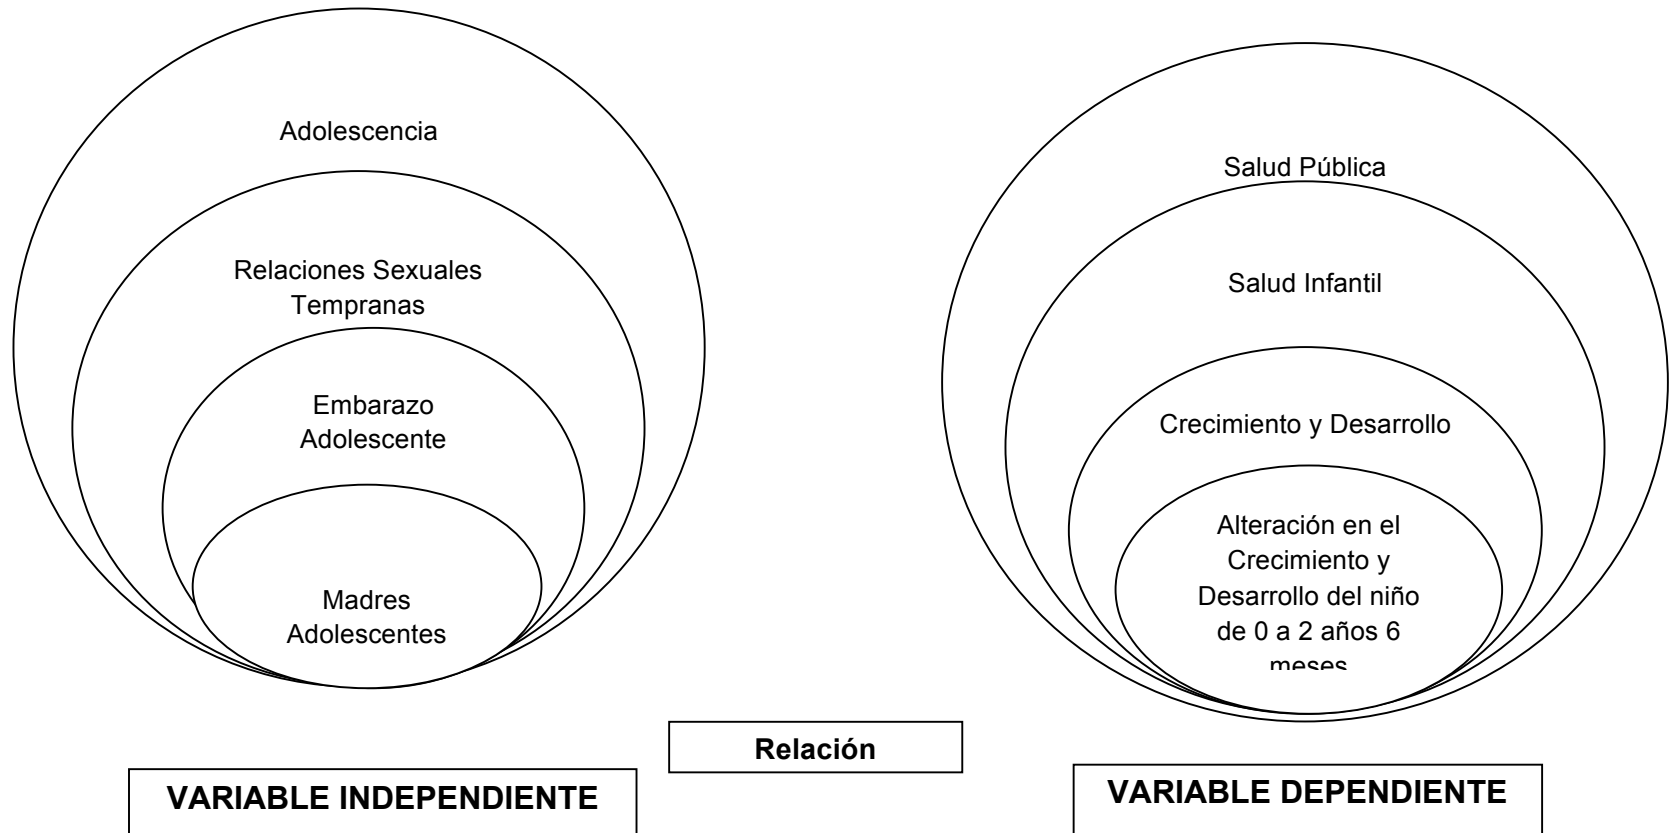 Adolescencia
Relaciones Sexuales
Tempranas
Embarazo
Adolescente
Madres
Adolescentes
Salud Pública
Salud Infantil
Crecimiento y Desarrollo
Alteración en el
Crecimiento y
Desarrollo del niño
de 0 a 2 años 6
meses
Relación
VARIABLE INDEPENDIENTE
VARIABLE DEPENDIENTE